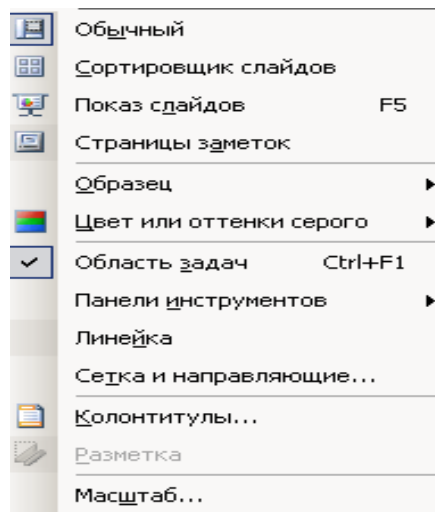 Обычный
Сортировщик слайдов
Показ слайдов F5
Страницы заметок
Образец
Цвет или оттенки серого
Область задач Ctrl+F1
Панели инструментов
Линейка
Сетка и направляющие...
Колонтитулы...
Разметка
Масштаб...